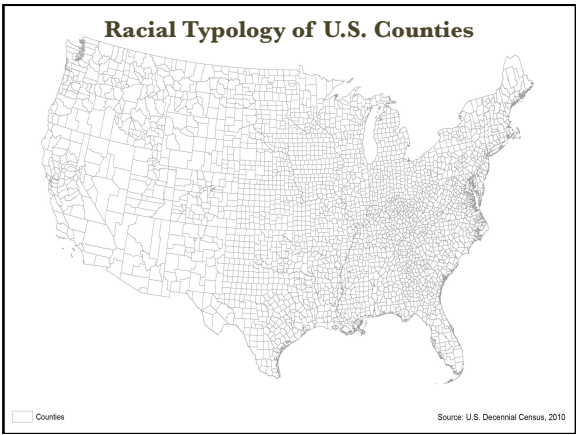 Racial Typology of U.S. Counties
Counties
Source: U.S. Decennial Census, 2010